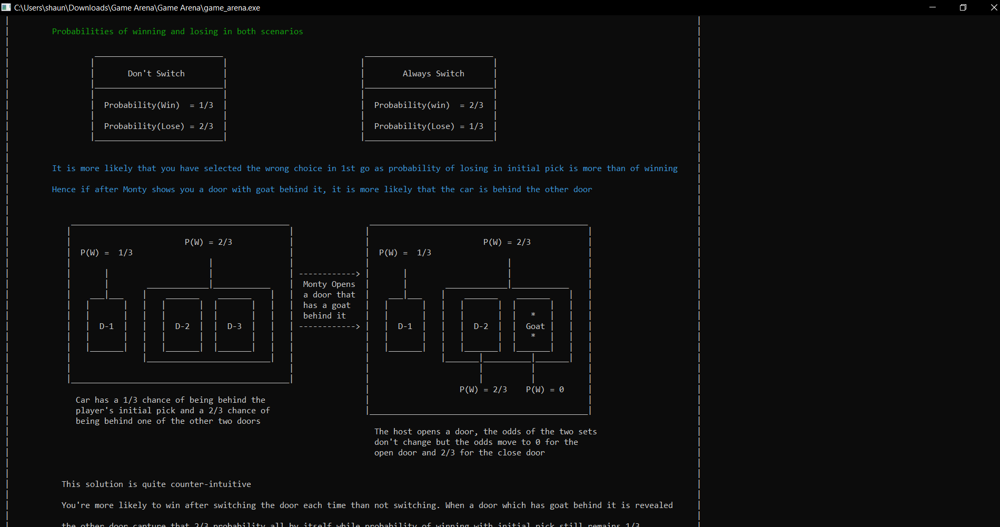 C:\Users\shaun\Downloads\Game Arena\Game Arena\game_arena.exe
Probabilities of winning and losing in both scenarios
Don't Switch
Always Switch
Probability(Win) = 1/3
Probability(win) = 2/3
Probability(Lose) = 2/3
Probability(Lose) = 1/3
It is more likely that you have selected the wrong choice in 1st go as probability of losing in initial pick is more than of winning
Hence if after Monty shows you a door with goat behind it, it is more likely that the car is behind the other door
P(W) = 2/3
P(W) = 1/3
D-1
D-2
D-3
------------>
Monty Opens
a door that
has a goat
behind it
------------>
P(W) = 2/3
P(W) = 1/3
D-1
D-2
*
Goat
*
P(W) = 2/3
P(W) = 0
Car has a 1/3 chance of being behind the
player's initial pick and a 2/3 chance of
being behind one of the other two doors
The host opens a door, the odds of the two sets
don't change but the odds move to 0 for the
open door and 2/3 for the close door
This solution is quite counter-intuitive
You're more likely to win after switching the door each time than not switching. When a door which has goat behind it is revealed
the other door capture that 2/3 probability all by itself while probability of winning with initial pick still remains 1/3